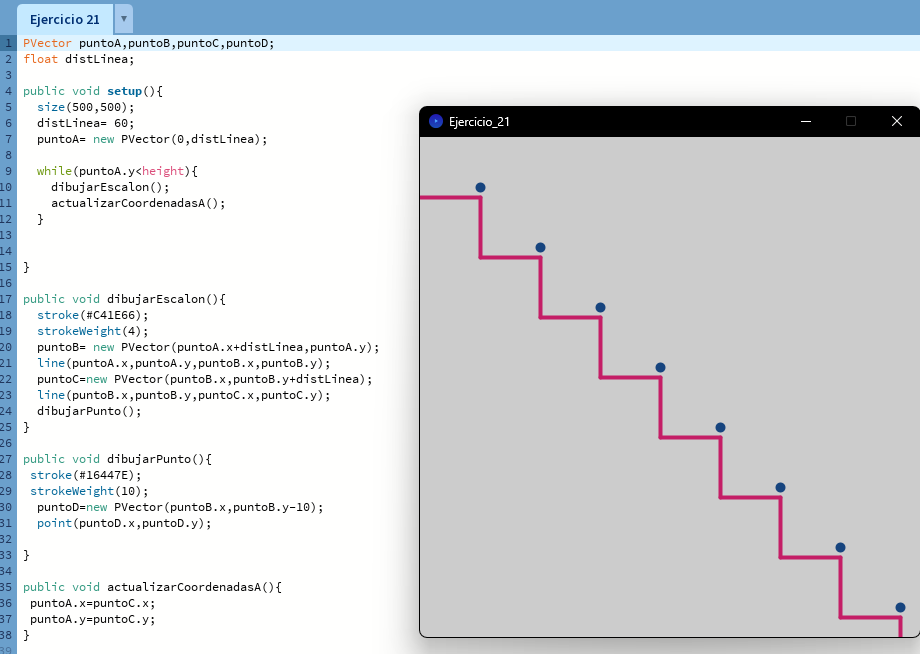 Ejercicio 21
1 PVector puntoA,puntoB,puntoC,puntoD;
2 float distLinea;
3
4 public void setup(){
5 size(500,500);
6 distLinea= 60;
7 puntoA= new PVector(0,distLinea);
8
9 while(puntoA.y<height){
10 dibujarEscalon();
11 actualizarCoordenadasA();
12 }
13
14
15 }
16
17 public void dibujarEscalon(){
18 stroke(#C41E66);
19 strokeWeight(4);
20 puntoB= new PVector(puntoA.x+distLinea,puntoA.y);
21 line(puntoA.x,puntoA.y,puntoB.x,puntoB.y);
22 puntoC=new PVector(puntoB.x,puntoB.y+distLinea);
23 line(puntoB.x,puntoB.y,puntoC.x,puntoC.y);
24 dibujarPunto();
25 }
26
27 public void dibujarPunto(){
28 stroke(#16447E);
29 strokeWeight(10);
30 puntoD=new PVector(puntoB.x,puntoB.y-10);
31 point(puntoD.x,puntoD.y);
32
33 }
34
35 public void actualizarCoordenadasA(){
36 puntoA.x=puntoC.x;
37 puntoA.y=puntoC.y;
38 }
39
Ejercicio_21